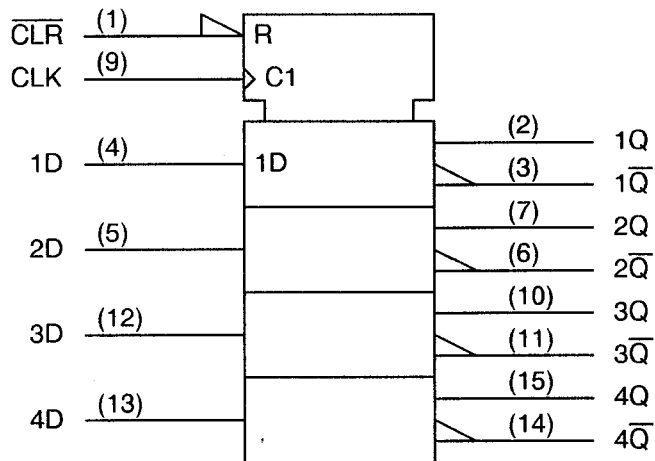 C̅L̅R̅ (1) R
CLK (9) C1
(2) 1Q
1D (4) 1D
(3) 1Q̅
(7) 2Q
2D (5)
(6) 2Q̅
(10) 3Q
3D (12)
(11) 3Q̅
(15) 4Q
4D (13)
(14) 4Q̅